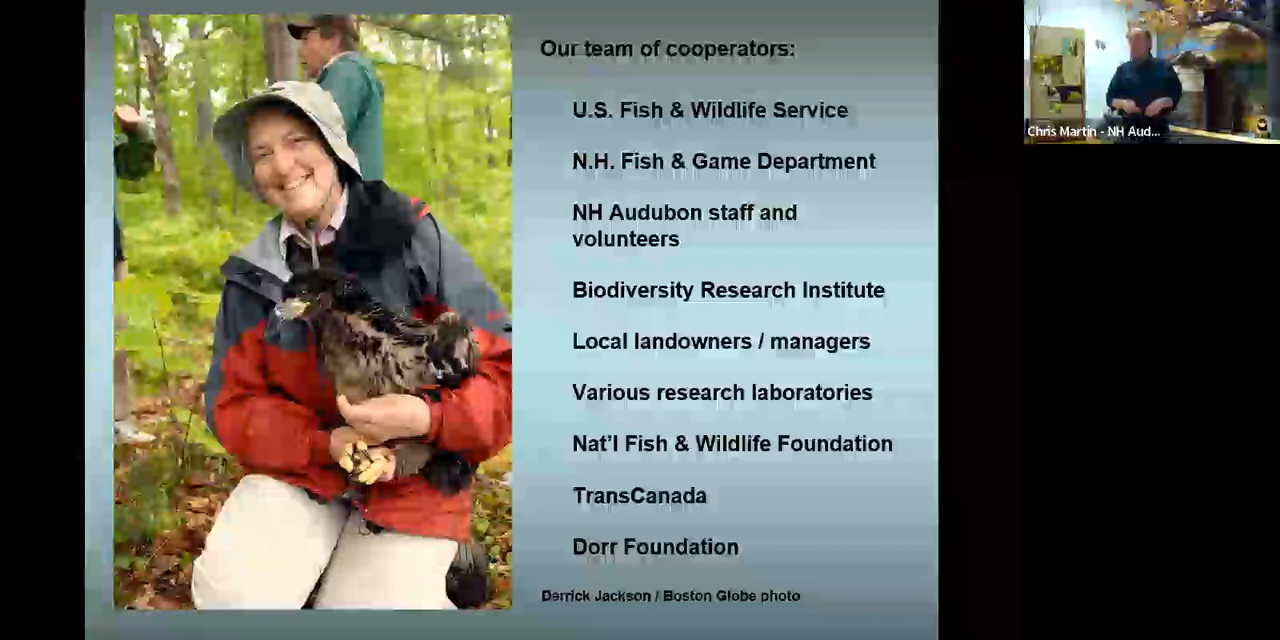 Our team of cooperators:
U.S. Fish & Wildlife Service
N.H. Fish & Game Department
NH Audubon staff and
volunteers
Biodiversity Research Institute
Local landowners / managers
Various research laboratories
Nat'l Fish & Wildlife Foundation
TransCanada
Dorr Foundation
Derrick Jackson / Boston Globe photo
Chris Martin - NH Aud...